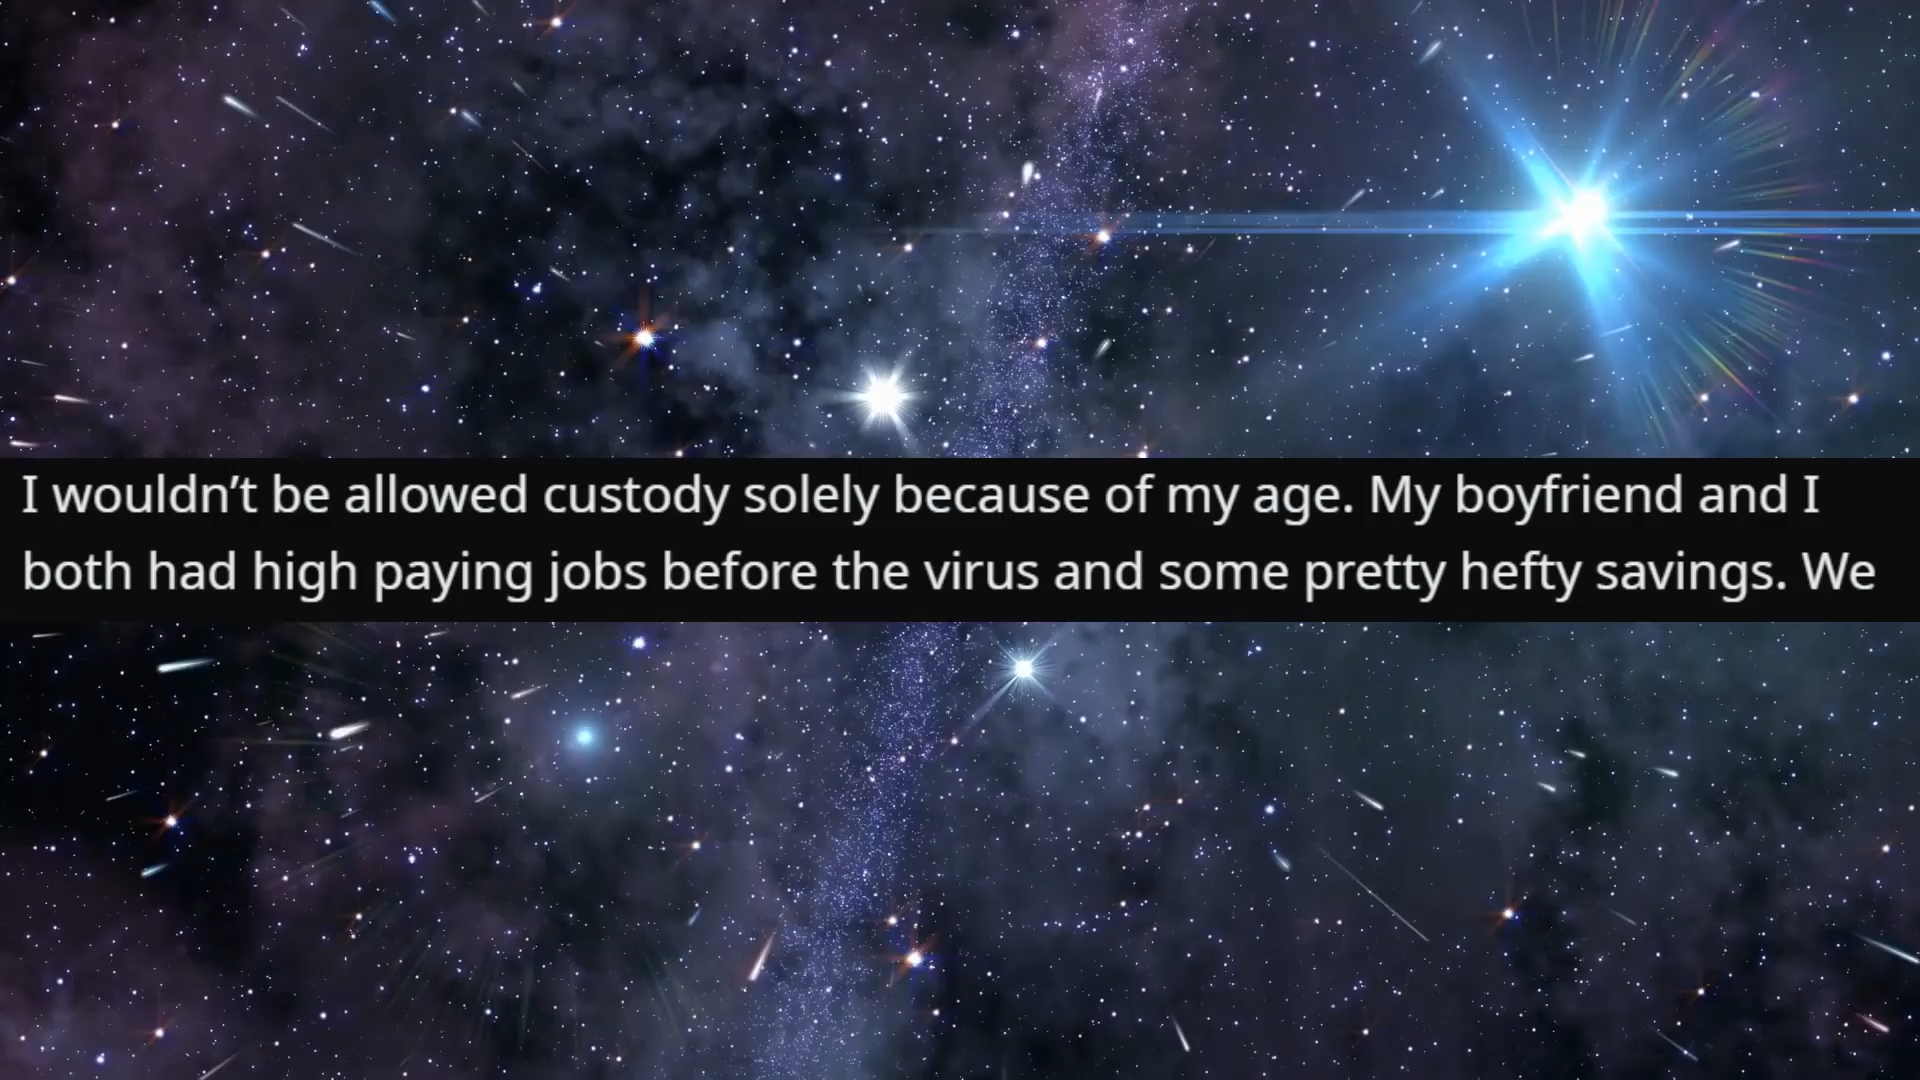 I wouldn’t be allowed custody solely because of my age. My boyfriend and I
both had high paying jobs before the virus and some pretty hefty savings. We